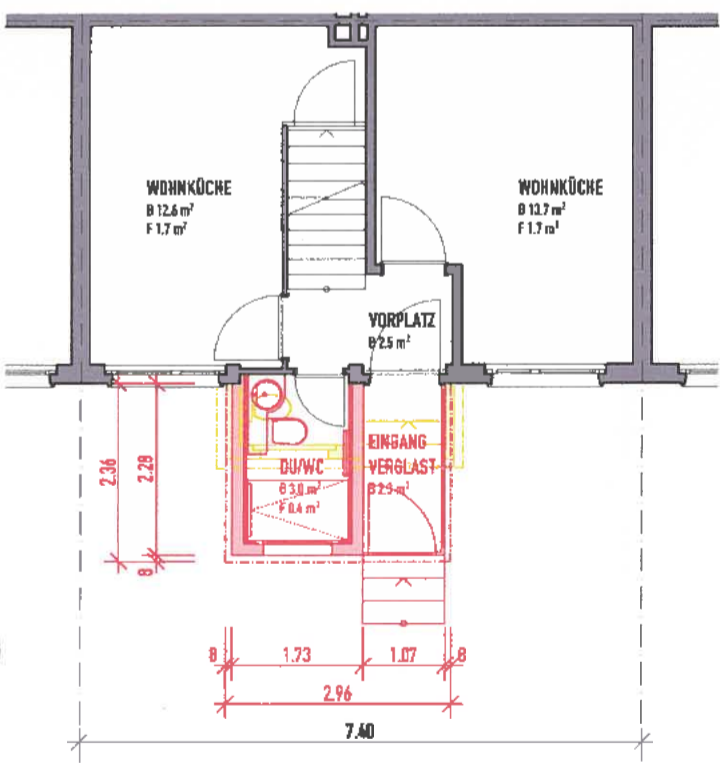 WOHNKÜCHE
B 12.6 m²
F 1.7 m²
WOHNKÜCHE
B 13.7 m²
F 1.7 m²
VORPLATZ
B 2.5 m²
EINGANG
VERGLAST
B 2.5 m²
DU/WC
B 3.0 m²
F 0.4 m²
2.36
2.28
8
8
1.73
1.07
8
2.96
7.40